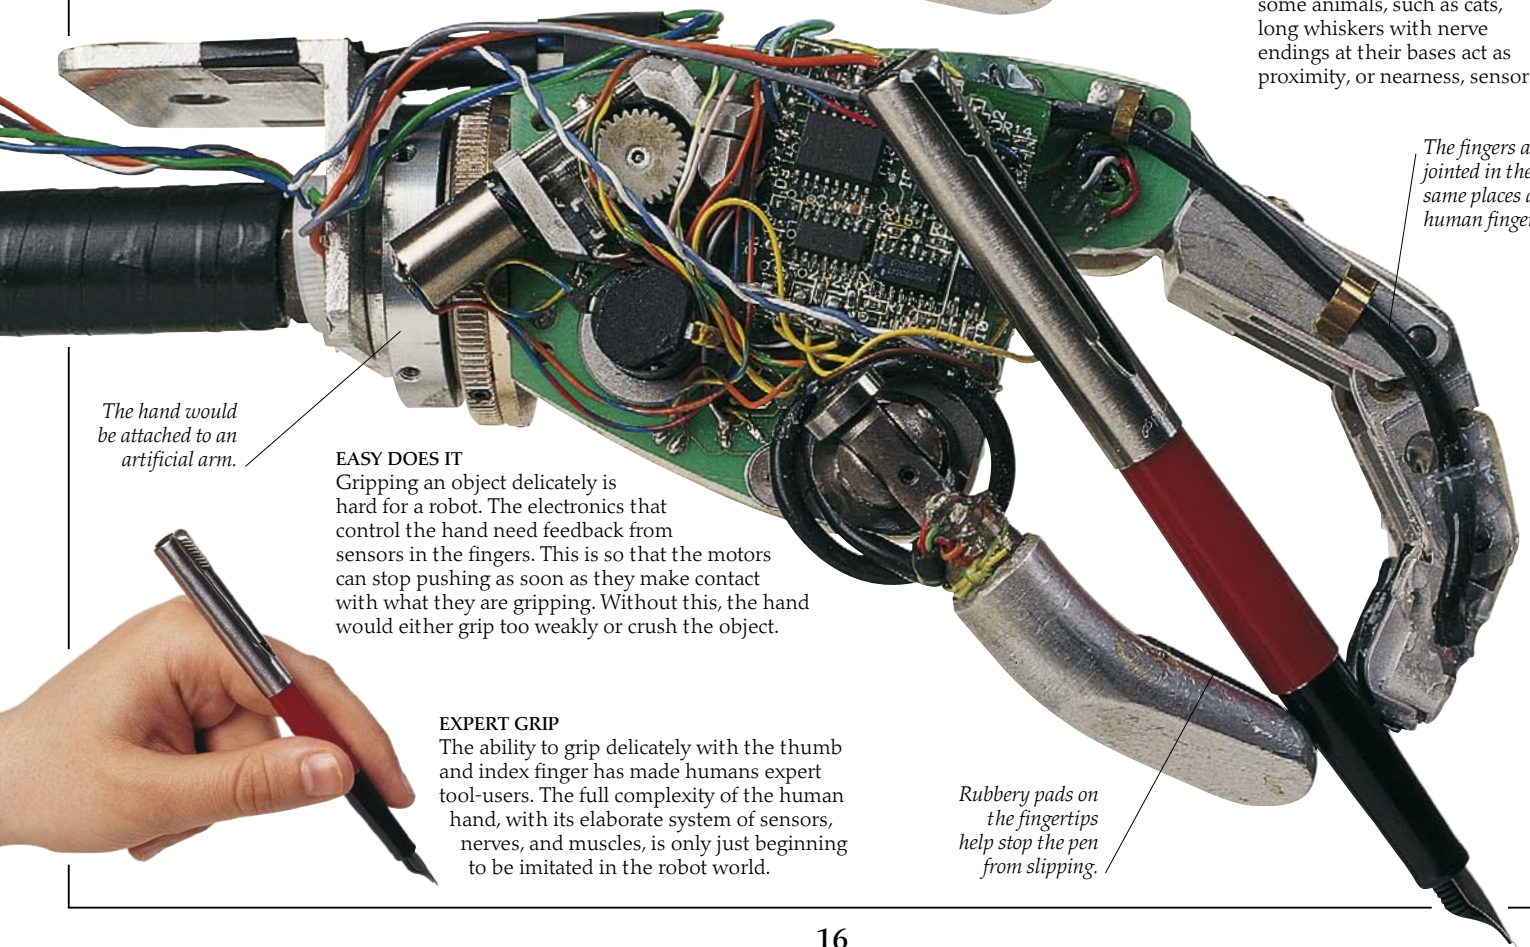 some animals, such as cats,
long whiskers with nerve
endings at their bases act as
proximity, or nearness, sensor
The fingers a
jointed in the
same places a
human finger
The hand would
be attached to an
artificial arm.
EASY DOES IT
Gripping an object delicately is
hard for a robot. The electronics that
control the hand need feedback from
sensors in the fingers. This is so that the motors
can stop pushing as soon as they make contact
with what they are gripping. Without this, the hand
would either grip too weakly or crush the object.
EXPERT GRIP
The ability to grip delicately with the thumb
and index finger has made humans expert
tool-users. The full complexity of the human
hand, with its elaborate system of sensors,
nerves, and muscles, is only just beginning
to be imitated in the robot world.
Rubbery pads on
the fingertips
help stop the pen
from slipping.
16